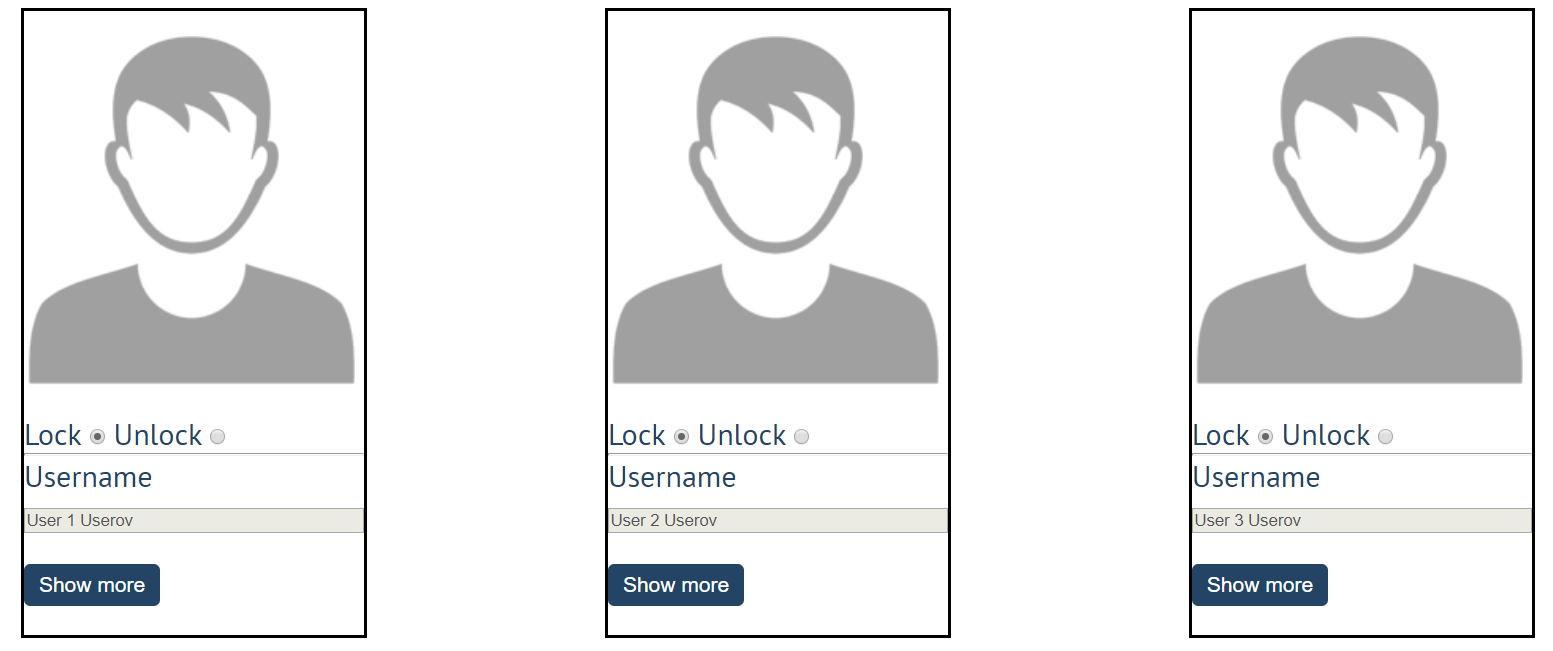 Lock Unlock
Username
User 1 Userov
Show more
Lock Unlock
Username
User 2 Userov
Show more
Lock Unlock
Username
User 3 Userov
Show more